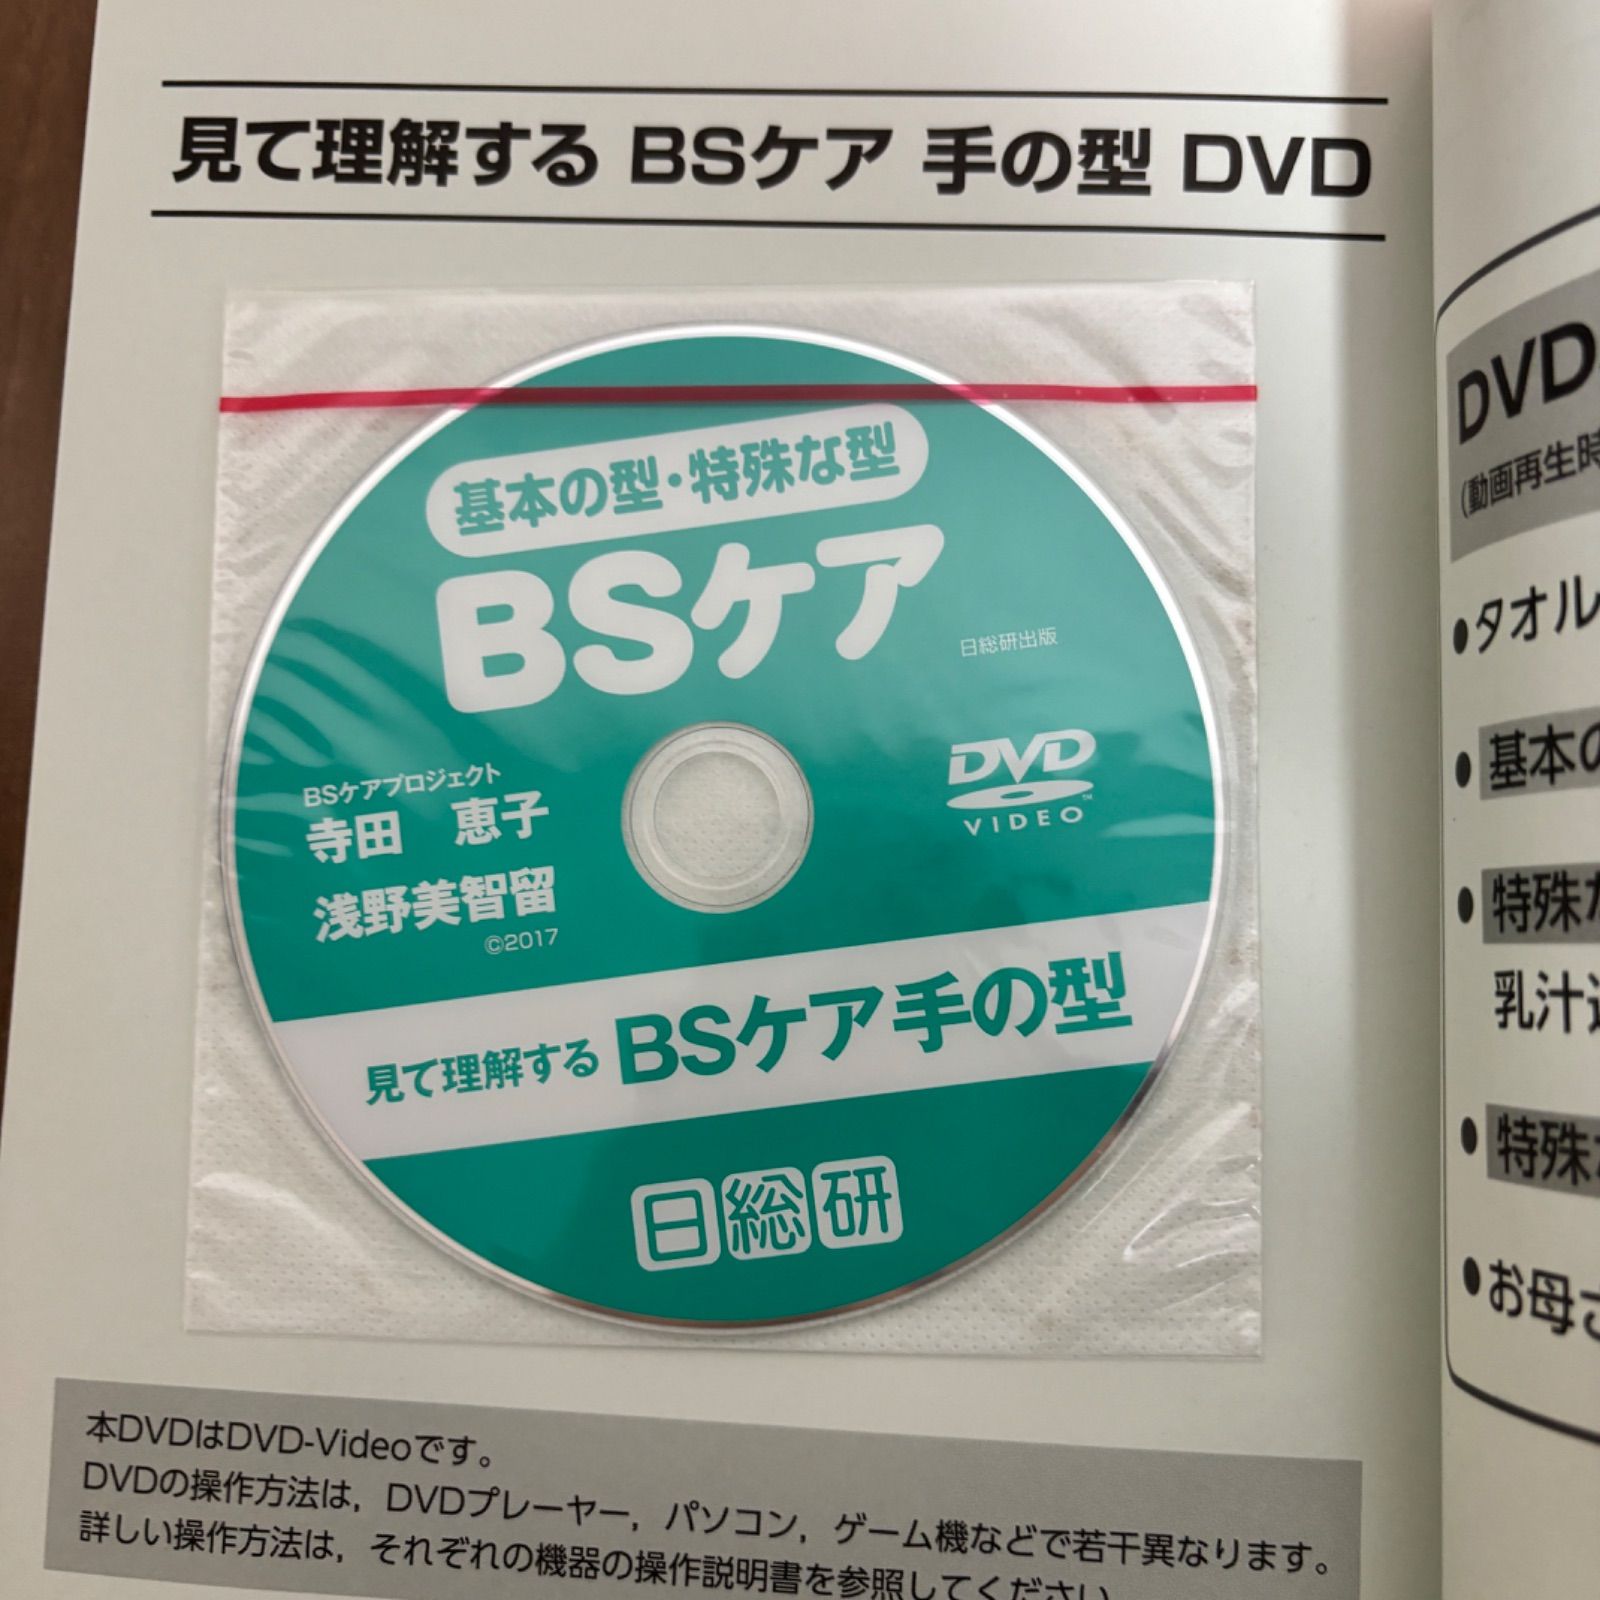 見て理解する BSケア 手の型 DVD
基本の型・特殊な型
BSケア
日総研出版
DVD
VIDEO
TM
BSケアプロジェクト
寺田 恵子
浅野美智留
©2017
見て理解する BSケア手の型
日総研
本DVDはDVD-Videoです。
DVDの操作方法は，DVDプレーヤー，パソコン，ゲーム機などで若干異なります。
詳しい操作方法は，それぞれの機器の操作説明書を参照してください
DVD
(動画再生時
•タオル
•基本の
•特殊な
乳汁
•特殊な
•お母さ